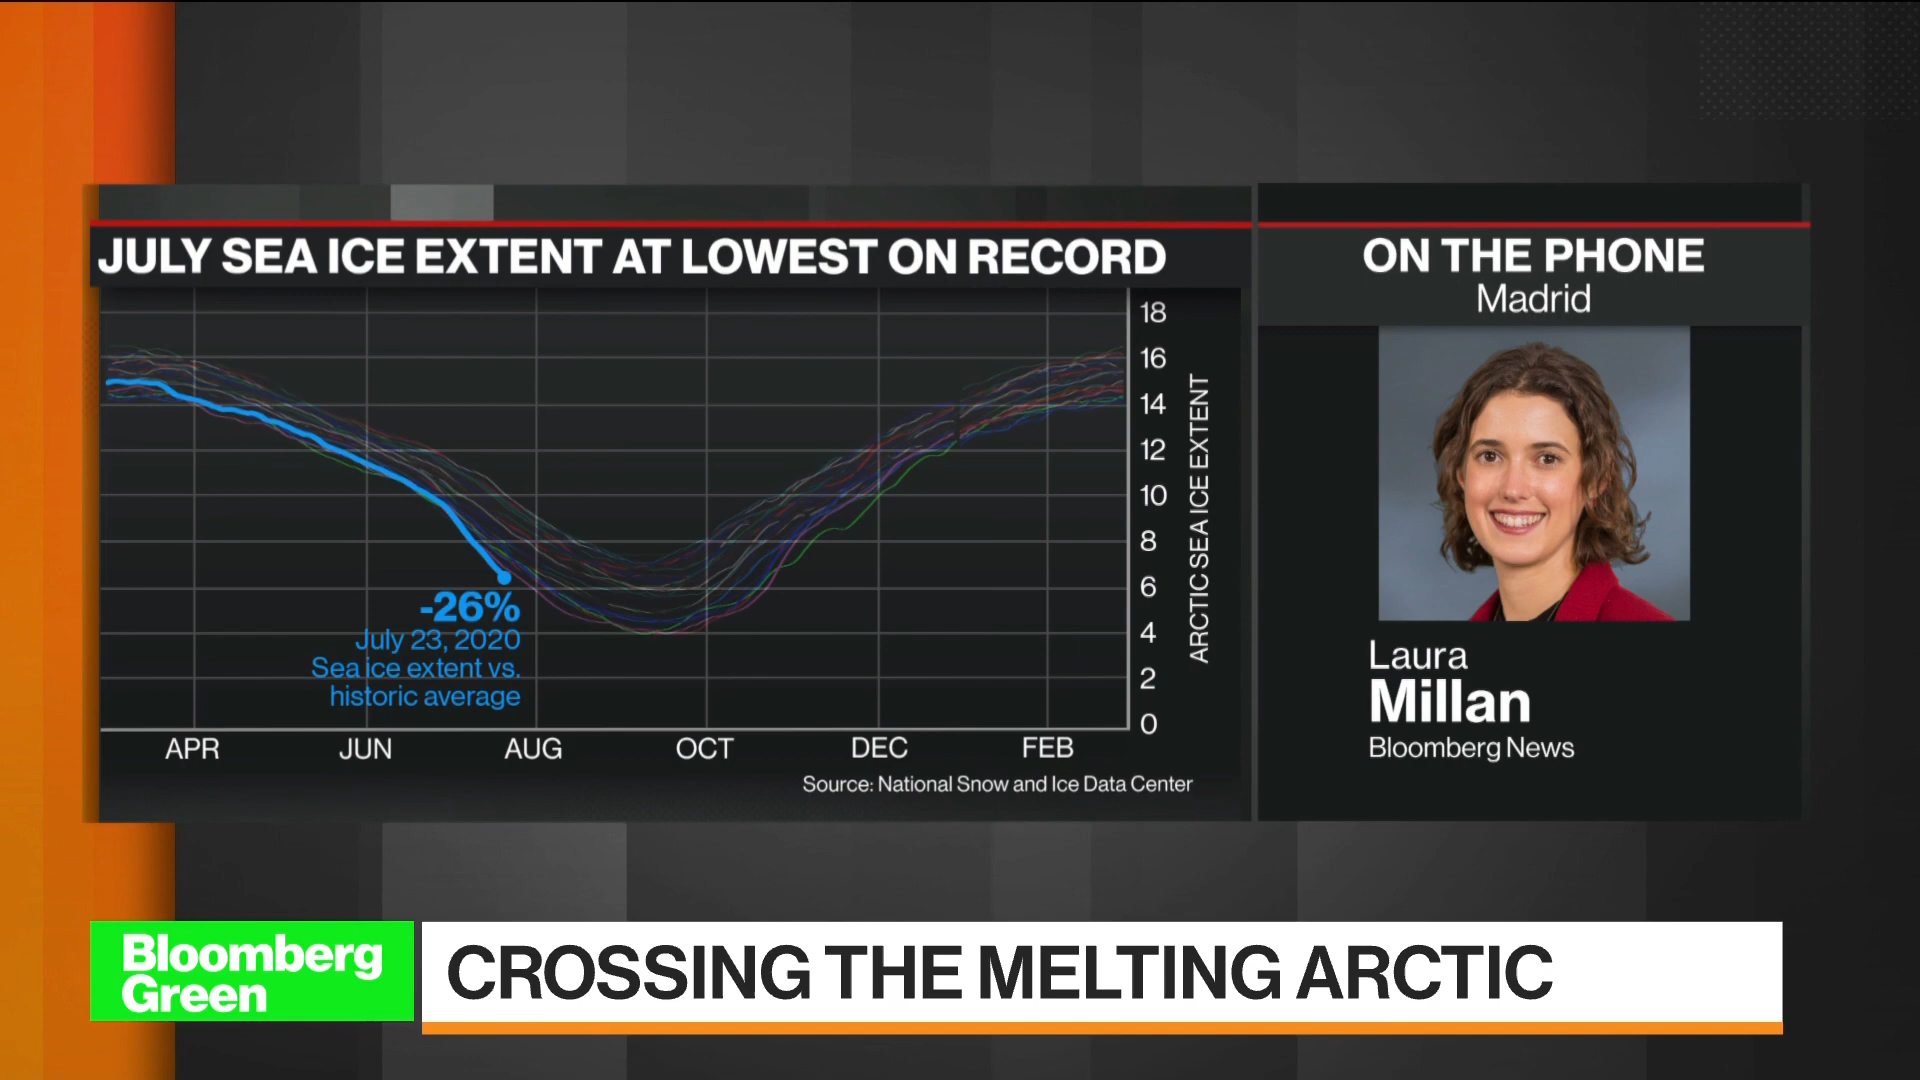 JULY SEA ICE EXTENT AT LOWEST ON RECORD
18
16
14
12
10
8
6
4
2
0
ARCTIC SEA ICE EXTENT
-26%
July 23, 2020
Sea ice extent vs.
historic average
APR JUN AUG OCT DEC FEB
Source: National Snow and Ice Data Center
ON THE PHONE
Madrid
Laura
Millan
Bloomberg News
Bloomberg
Green
CROSSING THE MELTING ARCTIC